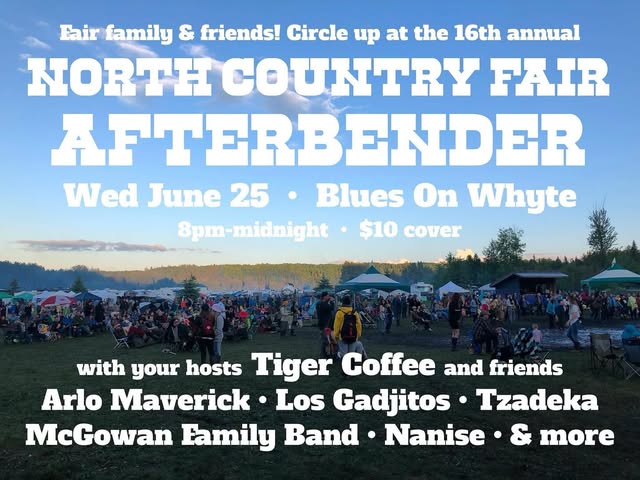 Fair family & friends! Circle up at the 16th annual
NORTH COUNTRY FAIR
AFTERBENDER
Wed June 25 • Blues On Whyte
8pm-midnight • $10 cover
with your hosts Tiger Coffee and friends
Arlo Maverick • Los Gadjitos • Tzadeka
McGowan Family Band • Nanise • & more